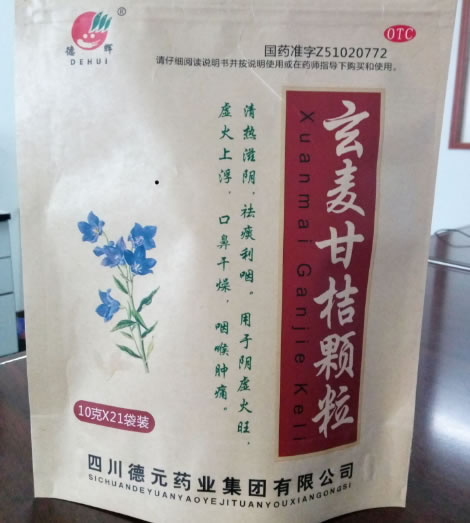 德輝
DEHUI
®
OTC
国药准字Z51020772
请仔细阅读说明书并按说明使用或在药师指导下购买和使用。
玄麦甘桔颗粒
Xuanmai Ganjie Keli
清热滋阴，祛痰利咽。用于阴虚火旺，
虚火上浮，口鼻干燥，咽喉肿痛。
10克X21袋装
四川德元药业集团有限公司
SICHUANDEYUANYAOYEJITUANYOUXIANGONGSI